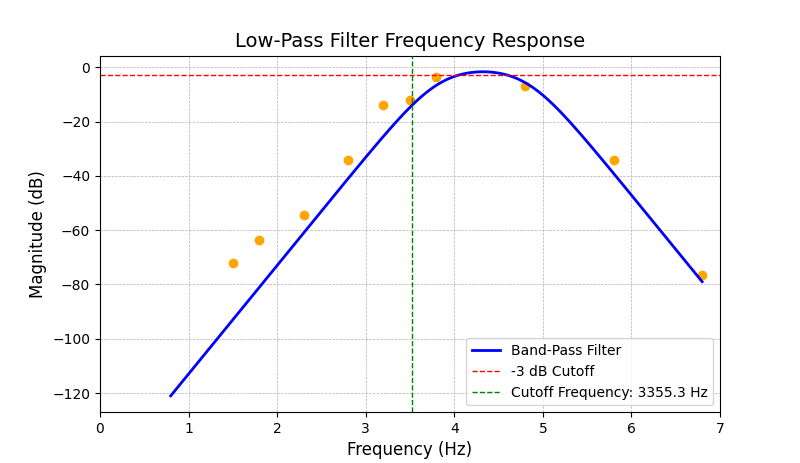 Low-Pass Filter Frequency Response
Magnitude (dB)
0
−20
−40
−60
−80
−100
−120
Band-Pass Filter
-3 dB Cutoff
Cutoff Frequency: 3355.3 Hz
0 1 2 3 4 5 6 7
Frequency (Hz)